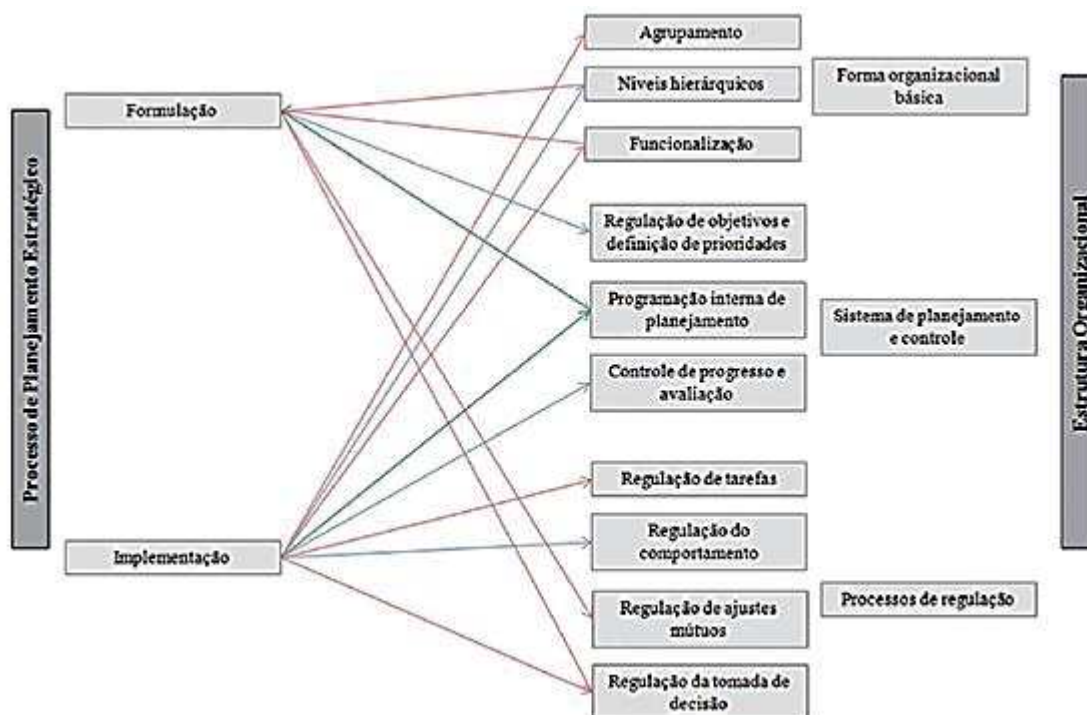 Processo de Planejamento Estratégico
Formulação
Implementação
Agrupamento
Níveis hierárquicos
Funcionalização
Regulação de objetivos e
definição de prioridades
Programação interna de
planejamento
Controle de progresso e
avaliação
Regulação de tarefas
Regulação do
comportamento
Regulação de ajustes
mútuos
Regulação da tomada de
decisão
Forma organizacional
básica
Sistema de planejamento
e controle
Processos de regulação
Estrutura Organizacional